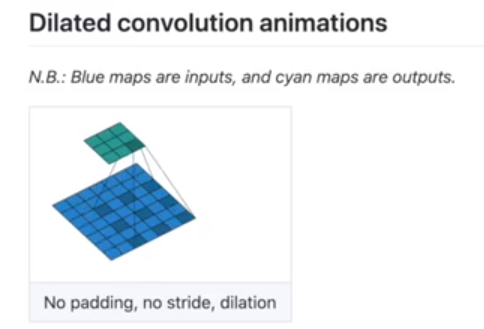 Dilated convolution animations
N.B.: Blue maps are inputs, and cyan maps are outputs.
No padding, no stride, dilation